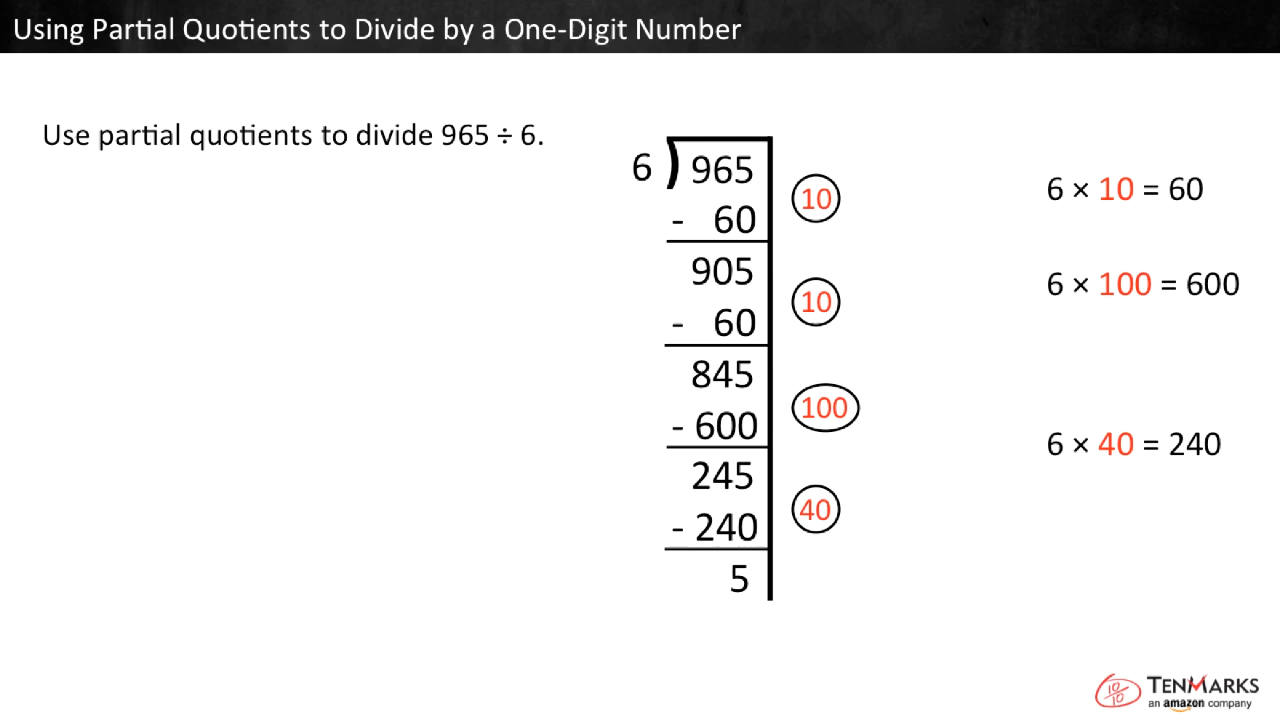 Using Partial Quotients to Divide by a One-Digit Number
Use partial quotients to divide 965 ÷ 6.
6 ) 965
- 60 10
905
- 60 10
845
- 600 100
245
- 240 40
5
6 × 10 = 60
6 × 100 = 600
6 × 40 = 240
10/10 TENMARKS
an amazon company